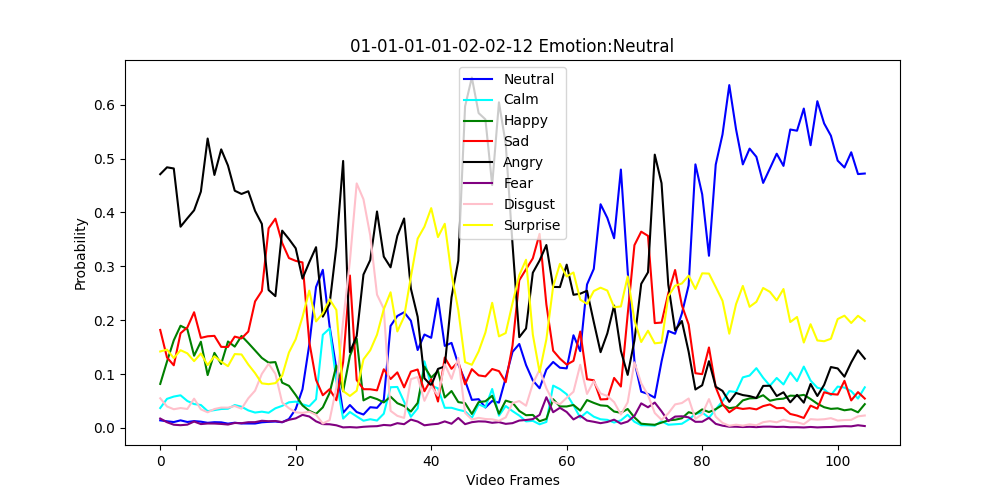 01-01-01-01-02-02-12 Emotion:Neutral
Probability
0.6
0.5
0.4
0.3
0.2
0.1
0.0
Neutral
Calm
Happy
Sad
Angry
Fear
Disgust
Surprise
0 20 40 60 80 100
Video Frames